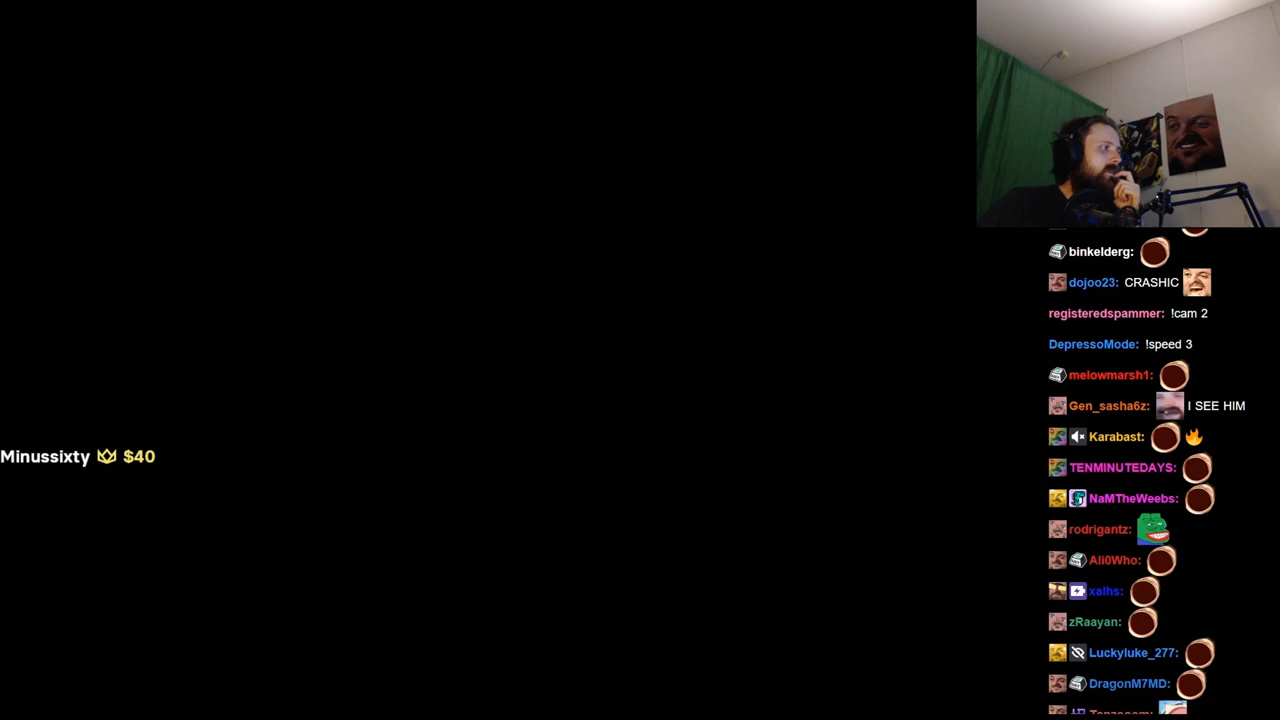 binkelderg:
dojoo23: CRASHIC
registeredspammer: !cam 2
DepressoMode: !speed 3
melowmarsh1:
Gen_sasha6z: I SEE HIM
Karabast:
Minussixty $40
TENMINUTEDAYS:
NaMTheWeebs:
rodrigantz:
Ali0Who:
xalhs:
zRaayan:
Luckyluke_277:
DragonM7MD: